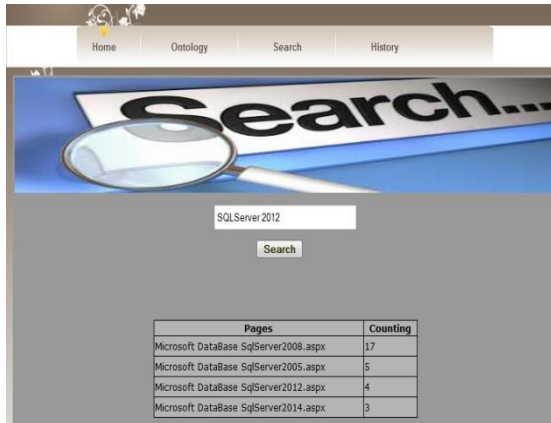 Home Ontology Search History
Search...
SQLServer 2012
Search
Pages Counting
Microsoft DataBase SqlServer2008.aspx 17
Microsoft DataBase SqlServer2005.aspx 5
Microsoft DataBase SqlServer2012.aspx 4
Microsoft DataBase SqlServer2014.aspx 3